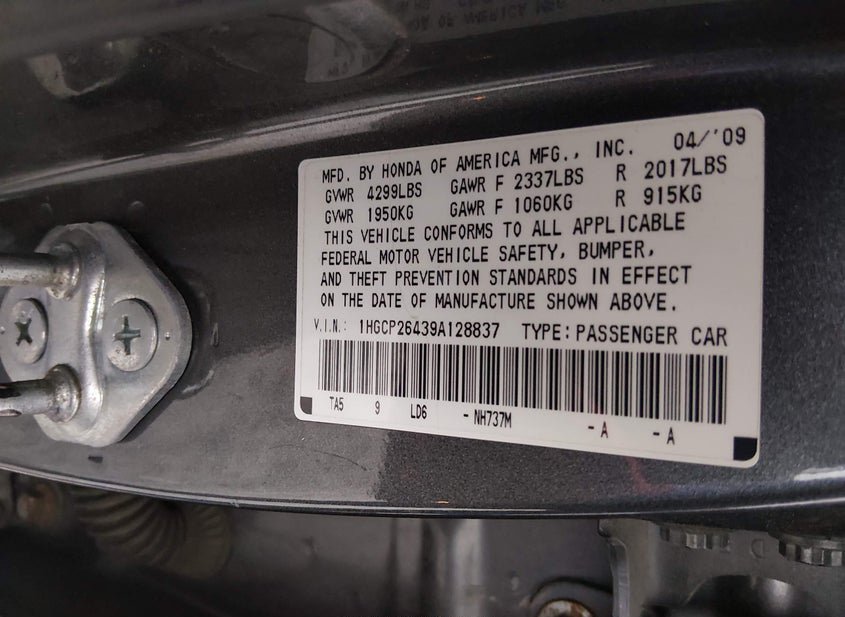 MFD. BY HONDA OF AMERICA MFG., INC. 04/'09
GVWR 4299LBS GAWR F 2337LBS R 2017LBS
GVWR 1950KG GAWR F 1060KG R 915KG
THIS VEHICLE CONFORMS TO ALL APPLICABLE
FEDERAL MOTOR VEHICLE SAFETY, BUMPER,
AND THEFT PREVENTION STANDARDS IN EFFECT
ON THE DATE OF MANUFACTURE SHOWN ABOVE.
V.I.N.: 1HGCP26439A128837 TYPE:PASSENGER CAR
TA5 9 LD6 -NH737M -A -A